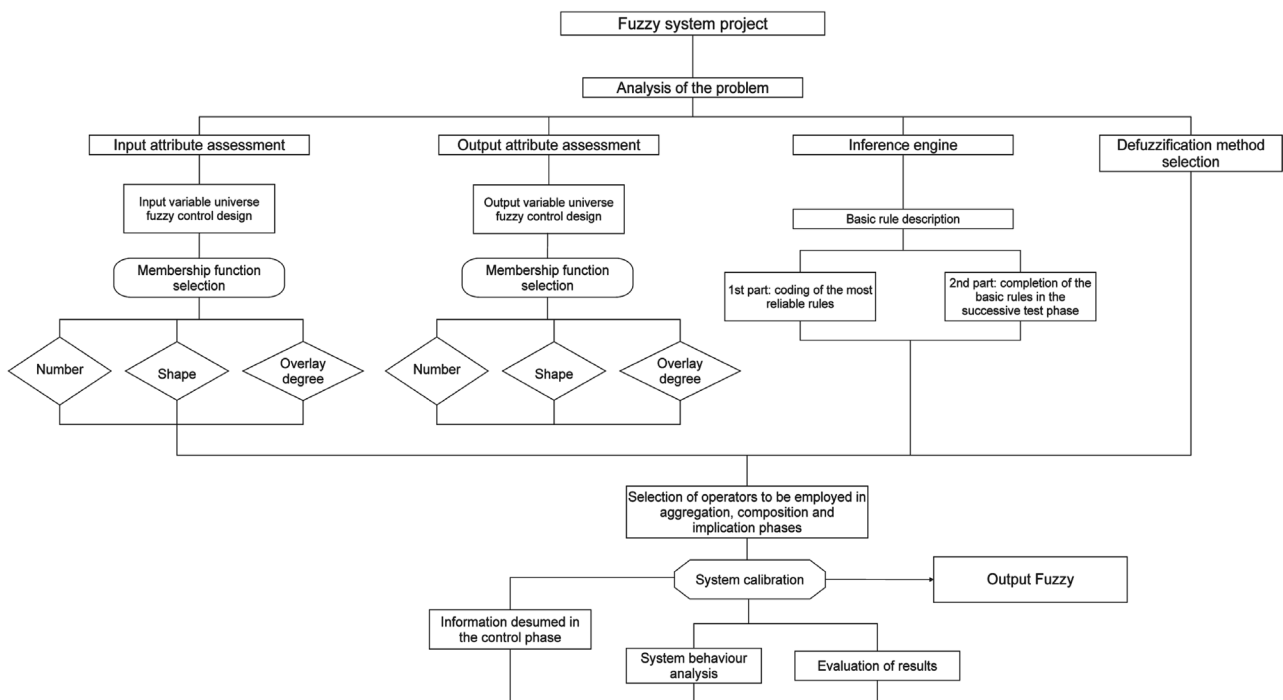 Fuzzy system project
Analysis of the problem
Input attribute assessment
Output attribute assessment
Inference engine
Defuzzification method
selection
Input variable universe
fuzzy control design
Output variable universe
fuzzy control design
Basic rule description
Membership function
selection
Membership function
selection
1st part: coding of the most
reliable rules
2nd part: completion of the
basic rules in the
successive test phase
Number
Shape
Overlay
degree
Number
Shape
Overlay
degree
Selection of operators to be employed in
aggregation, composition and
implication phases
System calibration
Output Fuzzy
Information desumed in
the control phase
System behaviour
analysis
Evaluation of results